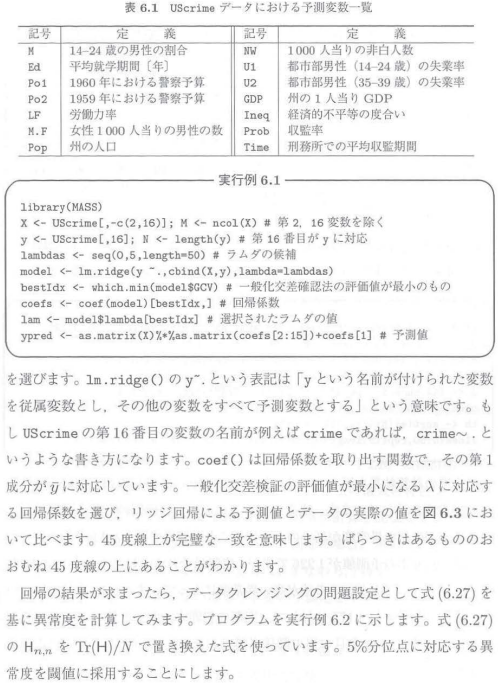 表 6.1 UScrime データにおける予測変数一覧
記号 定 義 記号 定 義
M 14–24 歳の男性の割合 NW 1000 人当りの非白人数
Ed 平均就学期間〔年〕 U1 都市部男性（14–24 歳）の失業率
Po1 1960 年における警察予算 U2 都市部男性（35–39 歳）の失業率
Po2 1959 年における警察予算 GDP 州の 1 人当り GDP
LF 労働力率 Ineq 経済的不平等の度合い
M.F 女性 1000 人当りの男性の数 Prob 収監率
Pop 州の人口 Time 刑務所での平均収監期間
実行例 6.1
library(MASS)
X <- UScrime[,-c(2,16)]; M <- ncol(X) # 第 2, 16 変数を除く
y <- UScrime[,16]; N <- length(y) # 第 16 番目が y に対応
lambdas <- seq(0,5,length=50) # ラムダの候補
model <- lm.ridge(y ~.,cbind(X,y),lambda=lambdas)
bestIdx <- which.min(model$GCV) # 一般化交差確認法の評価値が最小のもの
coefs <- coef(model)[bestIdx,] # 回帰係数
lam <- model$lambda[bestIdx] # 選択されたラムダの値
ypred <- as.matrix(X)%*%as.matrix(coefs[2:15])+coefs[1] # 予測値
を選びます。lm.ridge() の y~. という表記は「y という名前が付けられた変数
を従属変数とし，その他の変数をすべて予測変数とする」という意味です。も
し UScrime の第 16 番目の変数の名前が例えば crime であれば，crime~ . と
いうような書き方になります。coef() は回帰係数を取り出す関数で，その第 1
成分が ȳ に対応しています。一般化交差検証の評価値が最小になる λ に対応す
る回帰係数を選び，リッジ回帰による予測値とデータの実際の値を図 6.3 にお
いて比べます。45 度線上が完璧な一致を意味します。ばらつきはあるもののお
おむね 45 度線の上にあることがわかります。
回帰の結果が求まったら，データクレンジングの問題設定として式 (6.27) を
基に異常度を計算してみます。プログラムを実行例 6.2 に示します。式 (6.27)
の Hn,n を Tr(H)/N で置き換えた式を使っています。5%分位点に対応する異
常度を閾値に採用することにします。